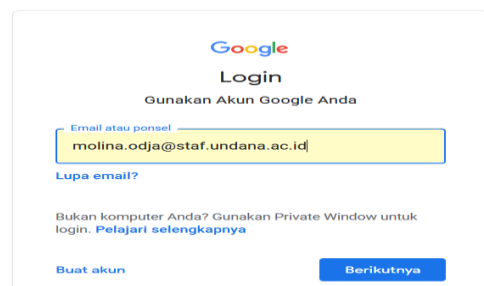 Google
Login
Gunakan Akun Google Anda
Email atau ponsel
molina.odja@staf.undana.ac.id
Lupa email?
Bukan komputer Anda? Gunakan Private Window untuk
login. Pelajari selengkapnya
Buat akun Berikutnya